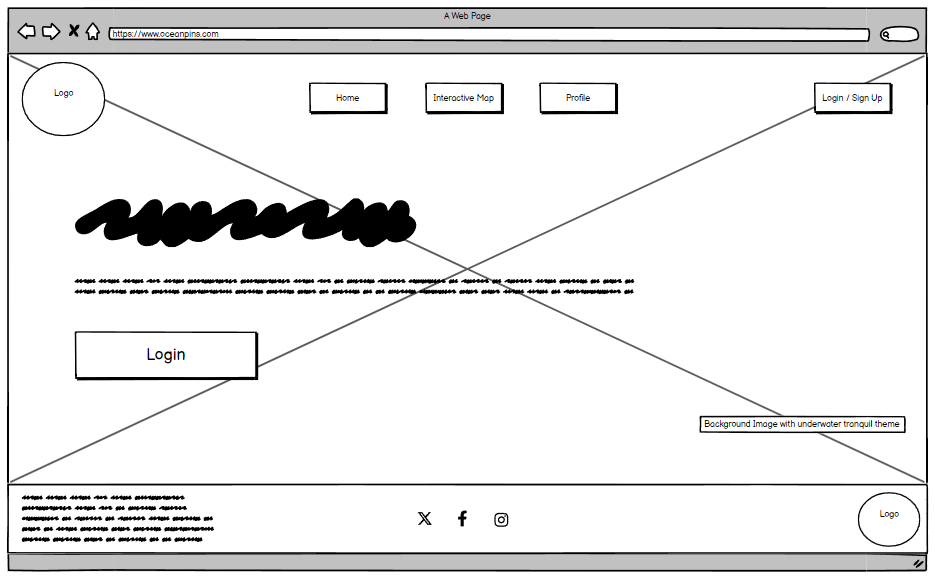 A Web Page
https://www.oceanpins.com
Logo
Home
Interactive Map
Profile
Login / Sign Up
Login
Background Image with underwater tranquil theme
Logo